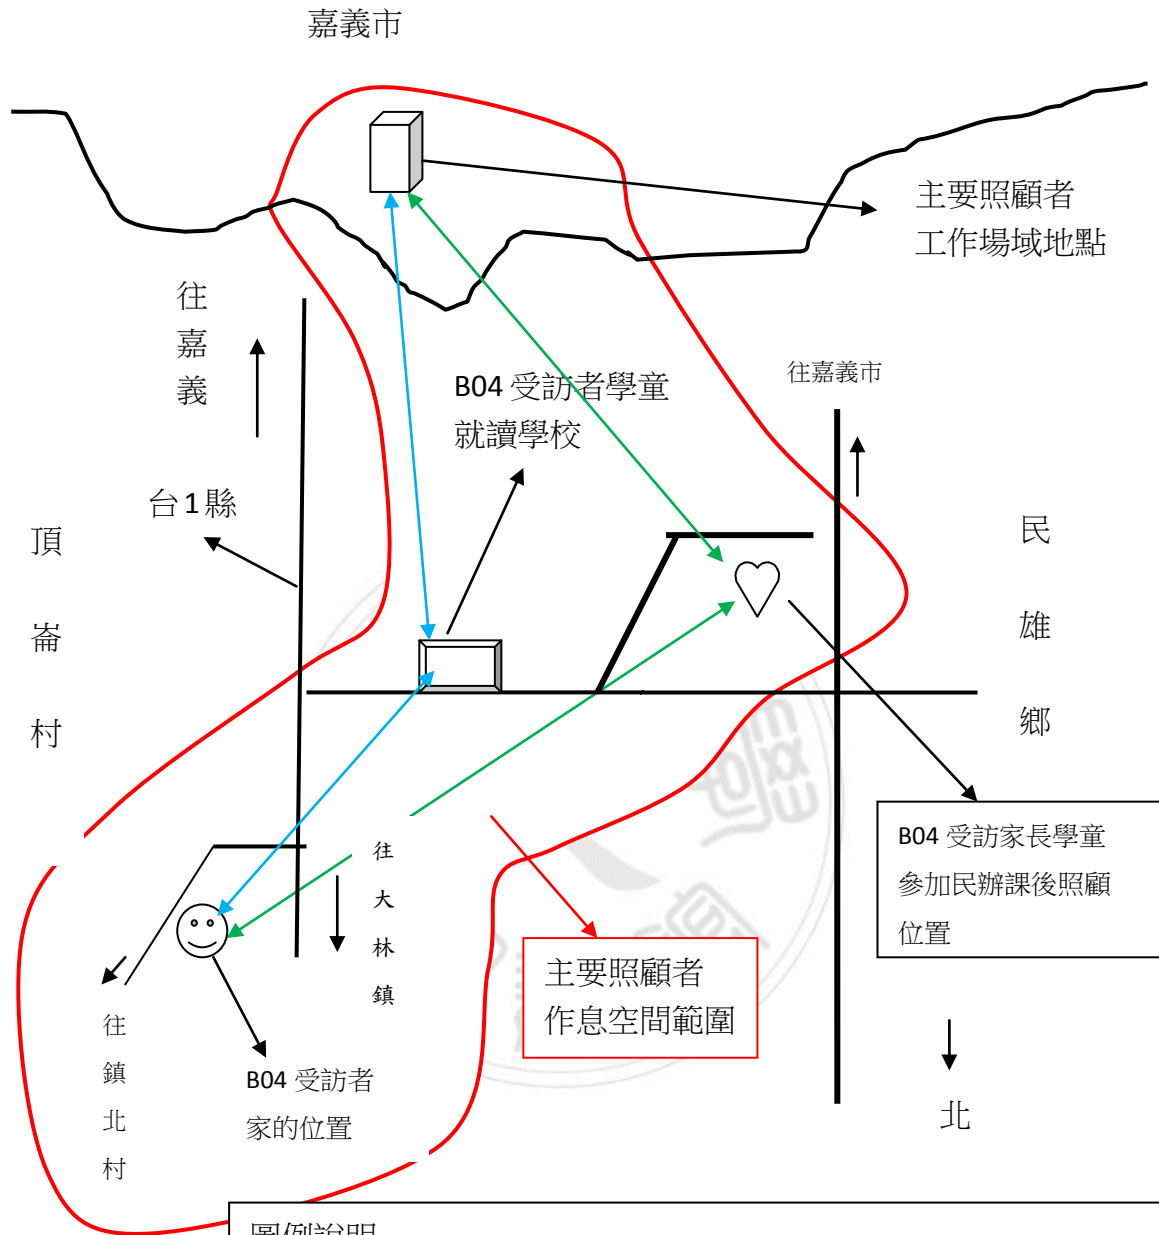 嘉義市
主要照顧者
工作場域地點
往嘉義
往嘉義市
B04 受訪者學童
就讀學校
台1縣
頂崙村
民雄鄉
B04 受訪家長學童
參加民辦課後照顧
位置
往大林鎮
主要照顧者
作息空間範圍
往鎮北村
B04 受訪者
家的位置
北
圖例說明